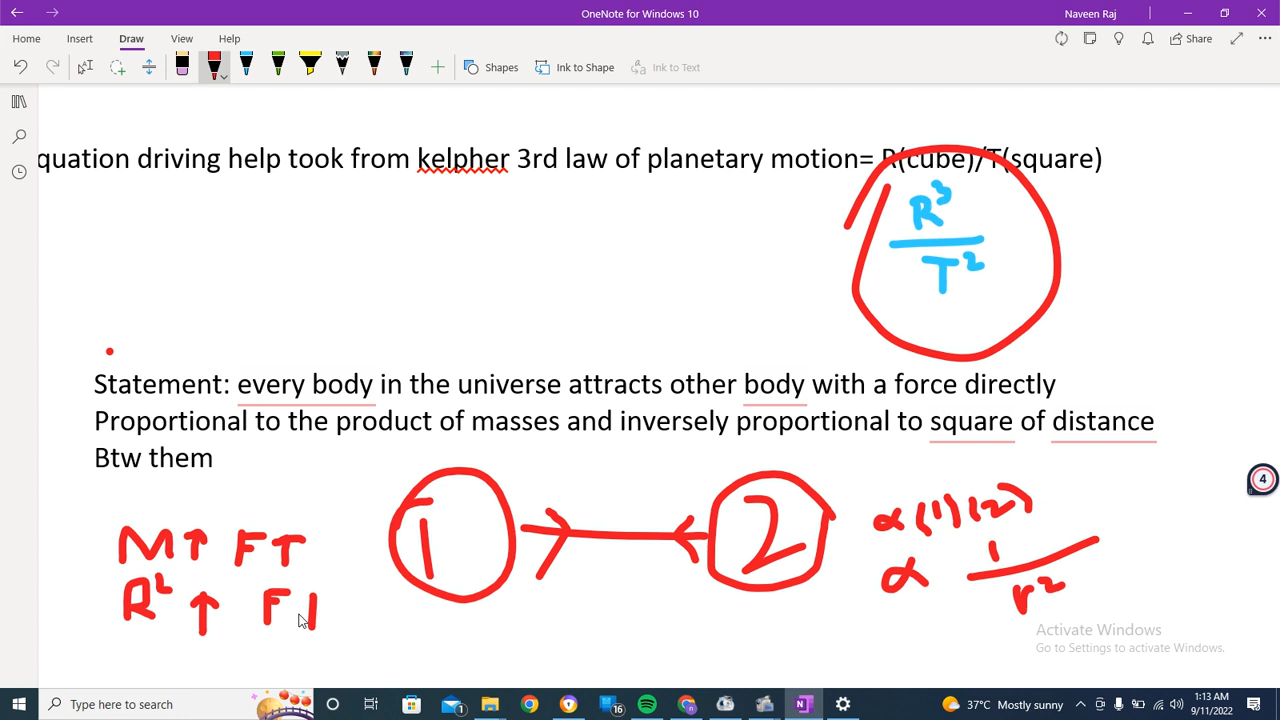 OneNote for Windows 10
Naveen Raj
Home Insert Draw View Help
Share
Shapes Ink to Shape Ink to Text
quation driving help took from kelpher 3rd law of planetary motion= R(cube)/T(square)
R³
T²
Statement: every body in the universe attracts other body with a force directly
Proportional to the product of masses and inversely proportional to square of distance
Btw them
M↑ F↑
R² ↑ F
1
2
α (1) (2)
α 1
r²
4
Activate Windows
Go to Settings to activate Windows.
Type here to search
1
16
37°C Mostly sunny
1:13 AM
9/11/2022
4